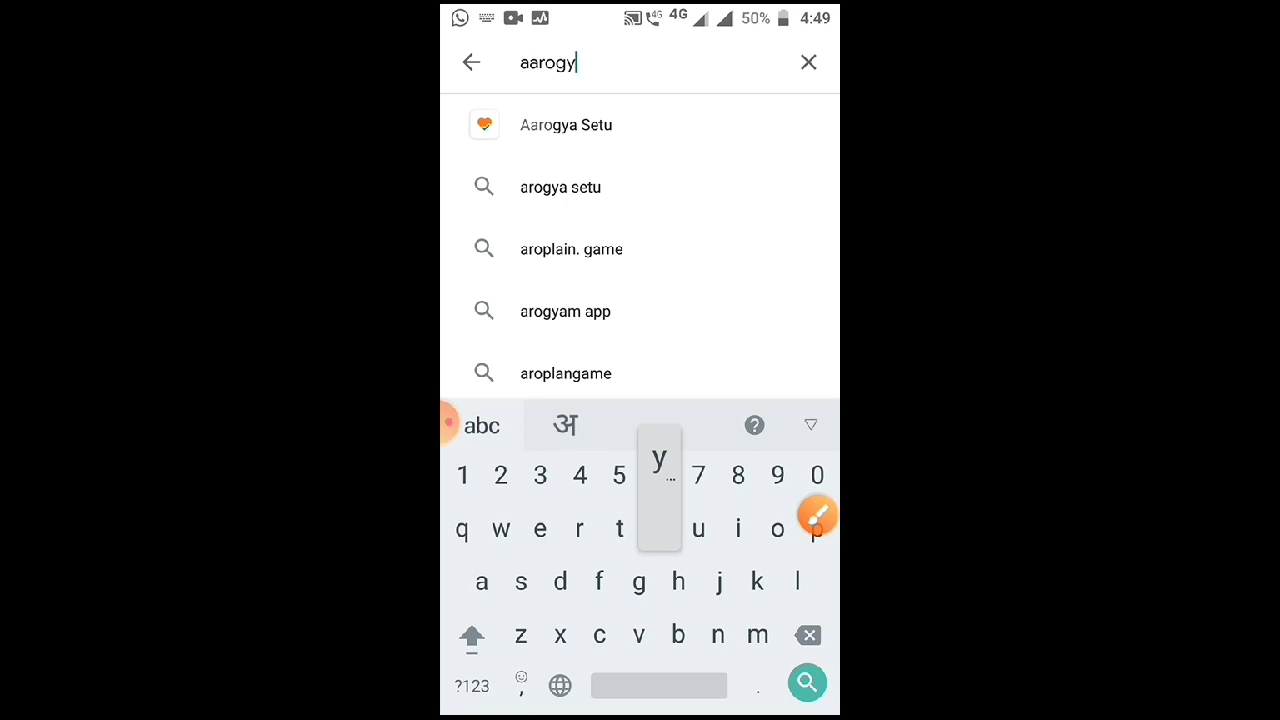 4G 4G 50% 4:49
aarogy
Aarogya Setu
arogya setu
aroplain. game
arogyam app
aroplangame
abc अ ?
1 2 3 4 5 7 8 9 0
y
...
q w e r t u i o p
a s d f g h j k l
z x c v b n m
?123 , .